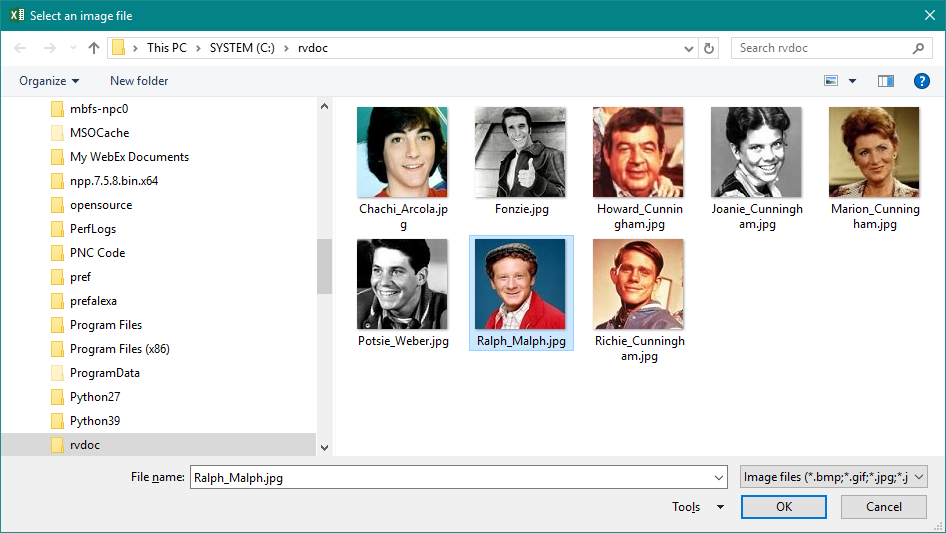 Select an image file
This PC > SYSTEM (C:) > rvdoc
Search rvdoc
Organize
New folder
?
mbfs-npc0
MSOCache
My WebEx Documents
npp.7.5.8.bin.x64
opensource
PerfLogs
PNC Code
pref
prefalexa
Program Files
Program Files (x86)
ProgramData
Python27
Python39
rvdoc
Chachi_Arcola.jp
g
Fonzie.jpg
Howard_Cunnin
gham.jpg
Joanie_Cunningh
am.jpg
Marion_Cunning
ham.jpg
Potsie_Weber.jpg
Ralph_Malph.jpg
Richie_Cunningh
am.jpg
File name:
Ralph_Malph.jpg
Image files (*.bmp;*.gif;*.jpg;*.j
Tools
OK
Cancel